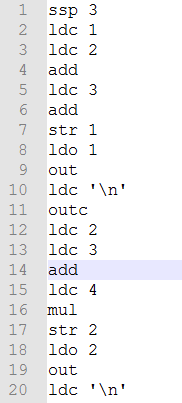 1 ssp 3
2 ldc 1
3 ldc 2
4 add
5 ldc 3
6 add
7 str 1
8 ldo 1
9 out
10 ldc '\n'
11 outc
12 ldc 2
13 ldc 3
14 add
15 ldc 4
16 mul
17 str 2
18 ldo 2
19 out
20 ldc '\n'